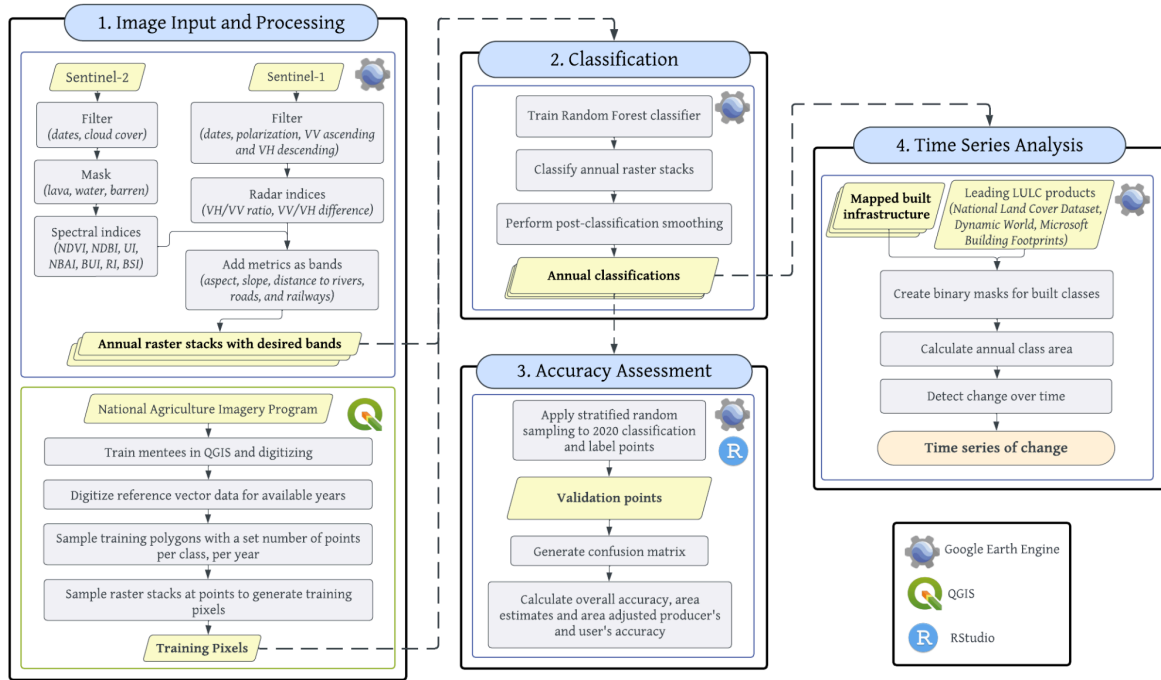 1. Image Input and Processing
Sentinel-2
Filter
(dates, cloud cover)
Mask
(lava, water, barren)
Spectral indices
(NDVI, NDBI, UI,
NBAI, BUI, RI, BSI)
Sentinel-1
Filter
(dates, polarization, VV ascending
and VH descending)
Radar indices
(VH/VV ratio, VV/VH difference)
Add metrics as bands
(aspect, slope, distance to rivers,
roads, and railways)
Annual raster stacks with desired bands
National Agriculture Imagery Program
Train mentees in QGIS and digitizing
Digitize reference vector data for available years
Sample training polygons with a set number of points
per class, per year
Sample raster stacks at points to generate training
pixels
Training Pixels
2. Classification
Train Random Forest classifier
Classify annual raster stacks
Perform post-classification smoothing
Annual classifications
3. Accuracy Assessment
Apply stratified random
sampling to 2020 classification
and label points
R
Validation points
Generate confusion matrix
Calculate overall accuracy, area
estimates and area adjusted producer's
and user's accuracy
4. Time Series Analysis
Mapped built
infrastructure
Leading LULC products
(National Land Cover Dataset,
Dynamic World, Microsoft
Building Footprints)
Create binary masks for built classes
Calculate annual class area
Detect change over time
Time series of change
Google Earth Engine
QGIS
R
RStudio